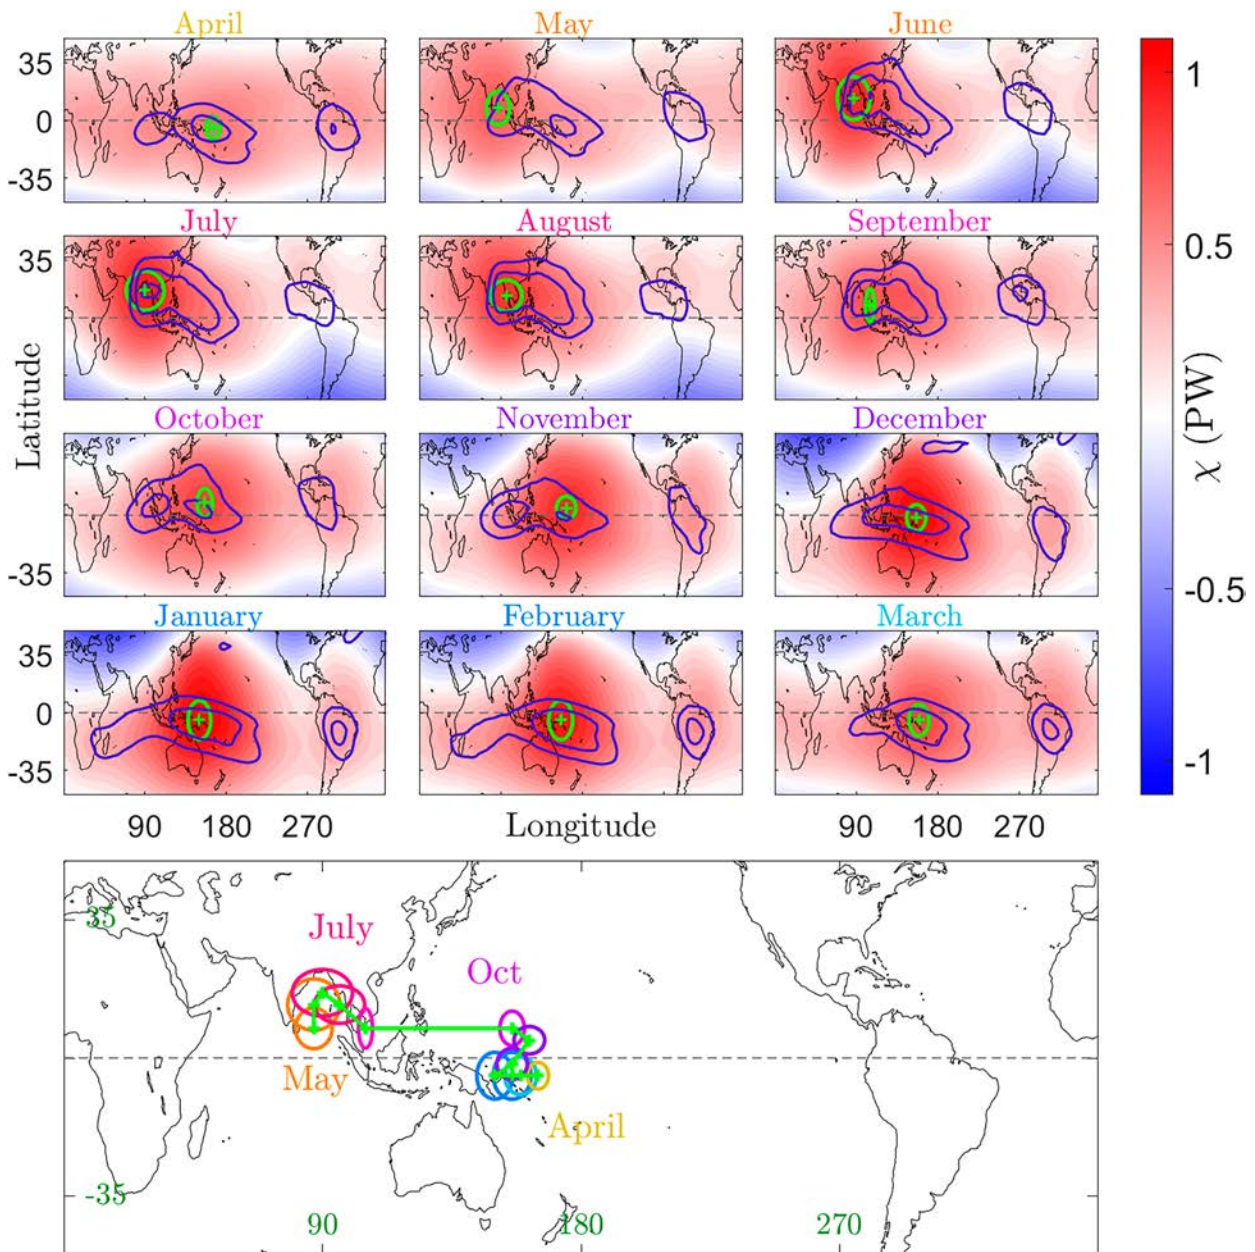 April May June
35
0
-35
July August September
35
October November December
-35
January February March
35
0
-35
90 180 270 90 180 270
Longitude
Latitude
1
0.5
-0.5
-1
χ (PW)
35
July
Oct
May
April
-35
90 180 270